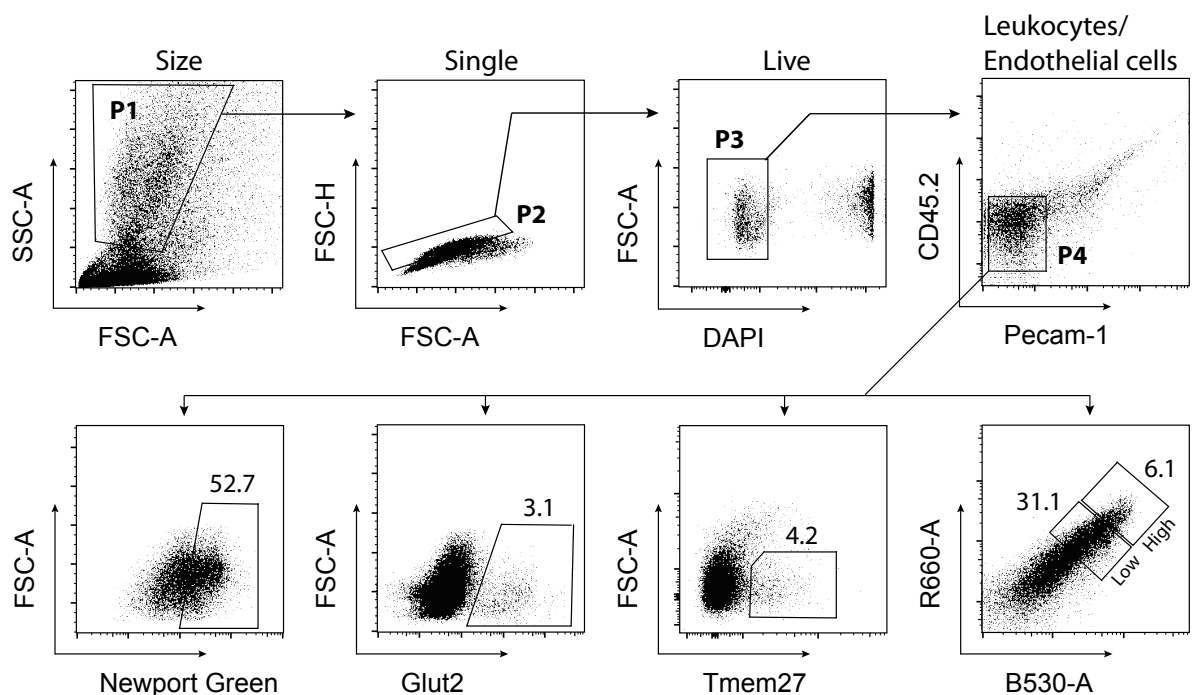 Size
Single
Live
Leukocytes/
Endothelial cells
P1
P2
P3
P4
SSC-A
FSC-A
FSC-H
FSC-A
FSC-A
DAPI
CD45.2
Pecam-1
52.7
FSC-A
Newport Green
3.1
FSC-A
Glut2
4.2
FSC-A
Tmem27
6.1
31.1
Low
High
R660-A
B530-A